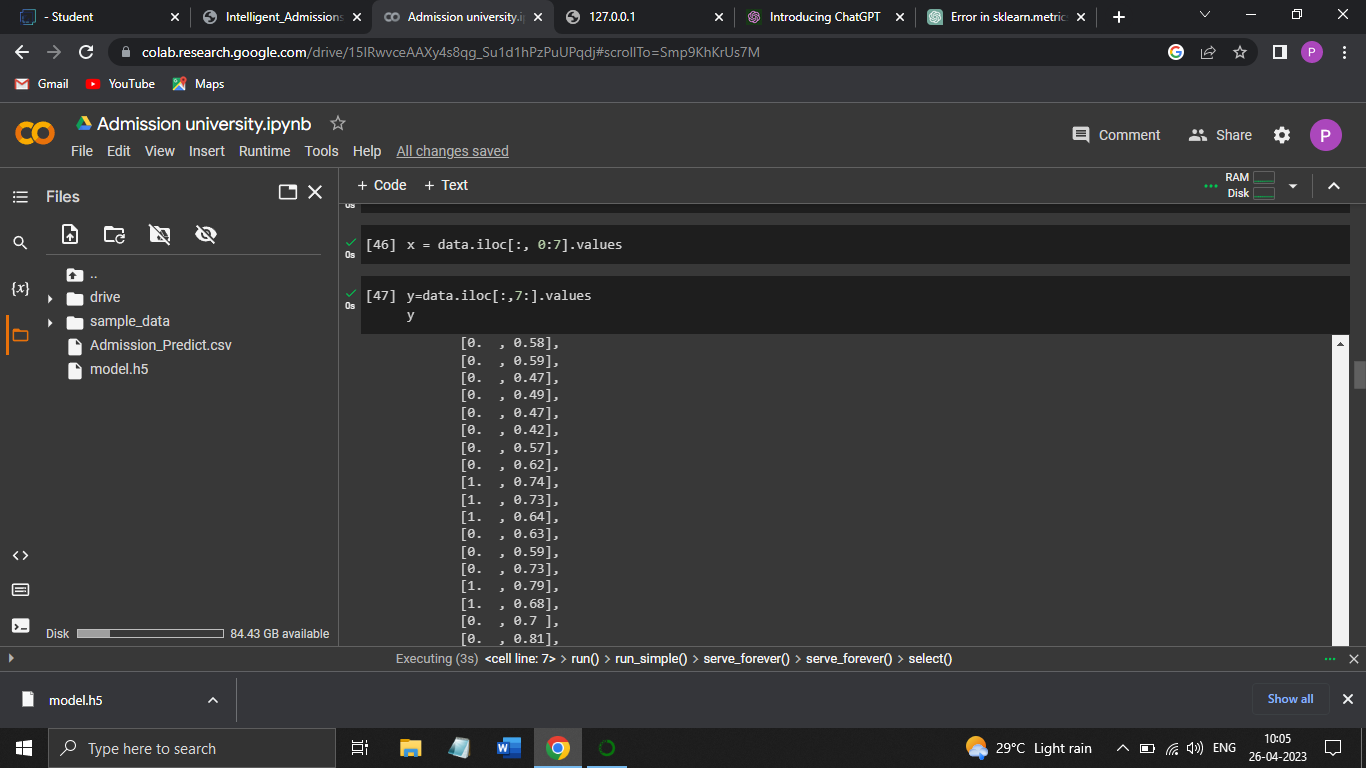 - Student
Intelligent_Admissions
Admission university.i
127.0.0.1
Introducing ChatGPT
Error in sklearn.metric
colab.research.google.com/drive/15IRwvceAAXy4s8qg_Su1d1hPzPuUPqdj#scrollTo=Smp9KhKrUs7M
P
Gmail
YouTube
Maps
Admission university.ipynb
File Edit View Insert Runtime Tools Help All changes saved
Comment
Share
P
Files
+ Code + Text
RAM
Disk
0s
[46] x = data.iloc[:, 0:7].values
0s
[47] y=data.iloc[:,7:].values
y
0s
[0. , 0.58],
[0. , 0.59],
[0. , 0.47],
[0. , 0.49],
[0. , 0.47],
[0. , 0.42],
[0. , 0.57],
[0. , 0.62],
[1. , 0.74],
[1. , 0.73],
[1. , 0.64],
[0. , 0.63],
[0. , 0.59],
[0. , 0.73],
[1. , 0.79],
[1. , 0.68],
[0. , 0.7 ],
[0. , 0.81],
{x}
..
drive
sample_data
Admission_Predict.csv
model.h5
Disk
84.43 GB available
Executing (3s) <cell line: 7> > run() > run_simple() > serve_forever() > serve_forever() > select()
model.h5
Show all
Type here to search
W
29°C Light rain
ENG
10:05
26-04-2023